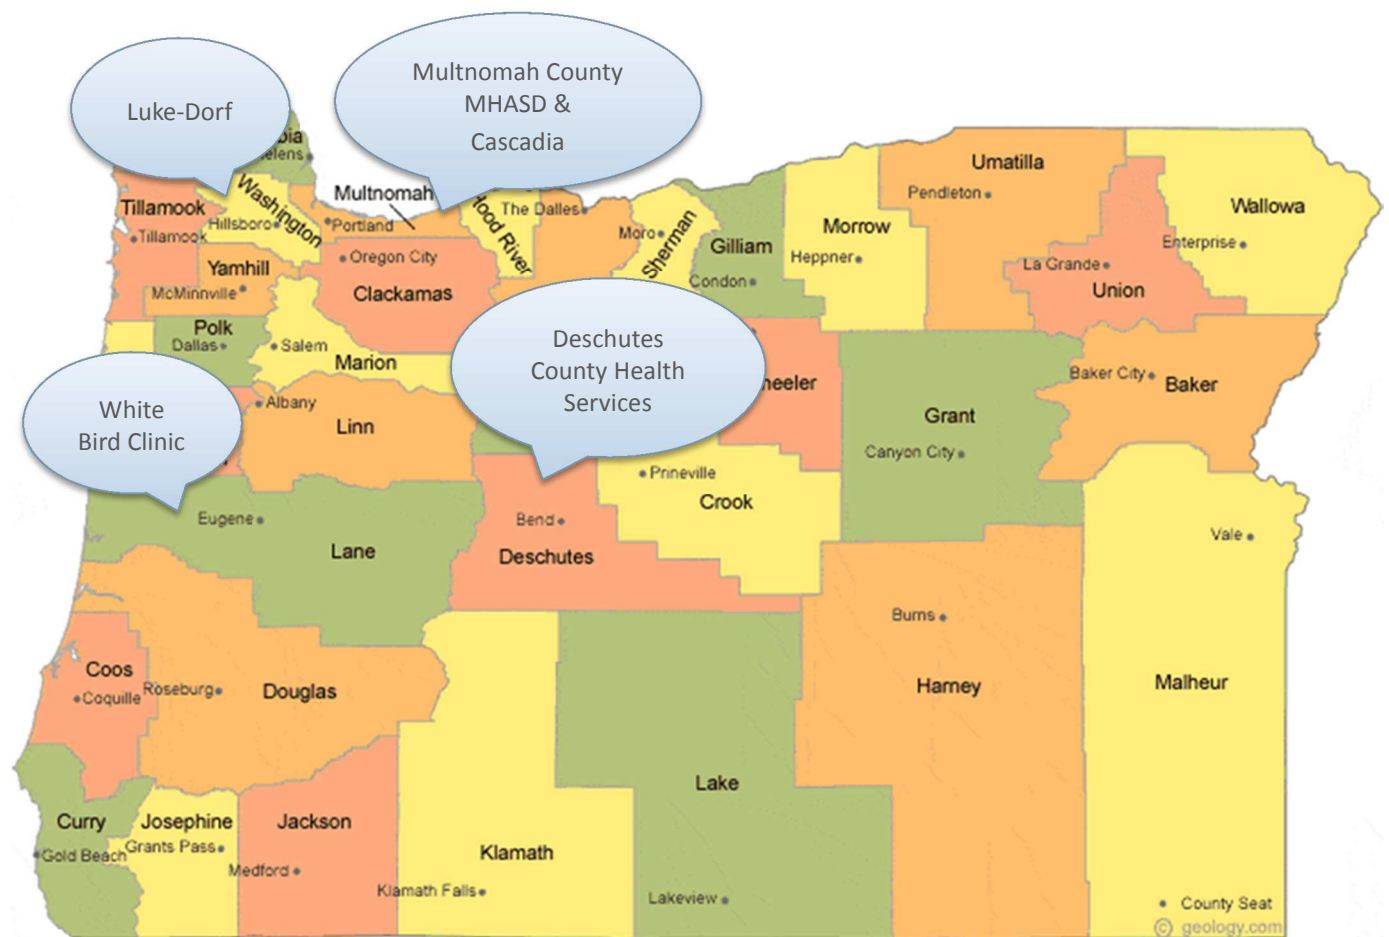 Luke-Dorf
Multnomah County
MHASD &
Cascadia
bia
elens
Umatilla
Pendleton
Wallowa
Enterprise
Washington
Hillsboro
Multnomah
Portland
Hood River
The Dalles
Moro
Sherman
Gilliam
Condon
Morrow
Heppner
La Grande
Union
Tillamook
Tillamook
Oregon City
Clackamas
Yamhill
McMinnville
Polk
Dallas
Salem
Marion
Deschutes
County Health
Services
heeler
Grant
Canyon City
Baker City
Baker
White
Bird Clinic
Albany
Linn
Prineville
Crook
Eugene
Lane
Bend
Deschutes
Vale
Burns
Harney
Malheur
Coos
Coquille
Roseburg
Douglas
Lake
Lakeview
Curry
Gold Beach
Josephine
Grants Pass
Jackson
Medford
Klamath
Klamath Falls
County Seat
© geology.com